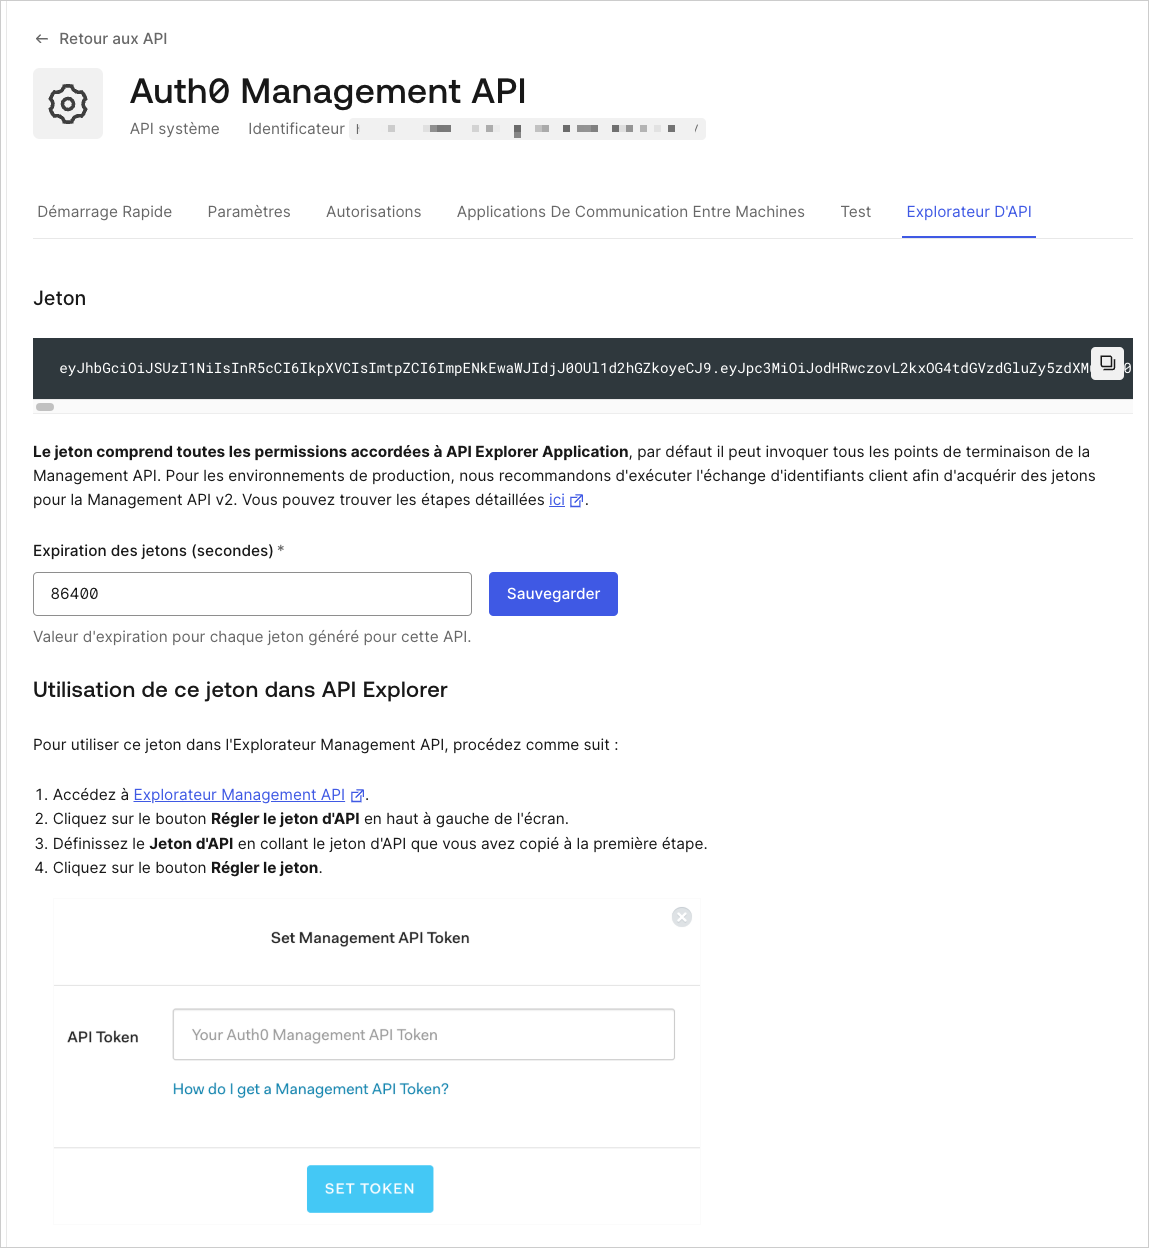 ← Retour aux API
Auth0 Management API
API système Identificateur
Démarrage Rapide Paramètres Autorisations Applications De Communication Entre Machines Test Explorateur D'API
Jeton
eyJhbGciOiJSUzI1NiIsInR5cCI6IkpXVCIsImtpZCI6ImpENkEwaWJIdjJ0OUl1d2hGZkoyeCJ9.eyJpc3MiOiJodHRwczovL2kxOG4tdGVzdGluZy5zdXM
Le jeton comprend toutes les permissions accordées à API Explorer Application, par défaut il peut invoquer tous les points de terminaison de la
Management API. Pour les environnements de production, nous recommandons d'exécuter l'échange d'identifiants client afin d'acquérir des jetons
pour la Management API v2. Vous pouvez trouver les étapes détaillées ici.
Expiration des jetons (secondes) *
86400 Sauvegarder
Valeur d'expiration pour chaque jeton généré pour cette API.
Utilisation de ce jeton dans API Explorer
Pour utiliser ce jeton dans l'Explorateur Management API, procédez comme suit :
1. Accédez à Explorateur Management API.
2. Cliquez sur le bouton Régler le jeton d'API en haut à gauche de l'écran.
3. Définissez le Jeton d'API en collant le jeton d'API que vous avez copié à la première étape.
4. Cliquez sur le bouton Régler le jeton.
Set Management API Token
API Token Your Auth0 Management API Token
How do I get a Management API Token?
SET TOKEN